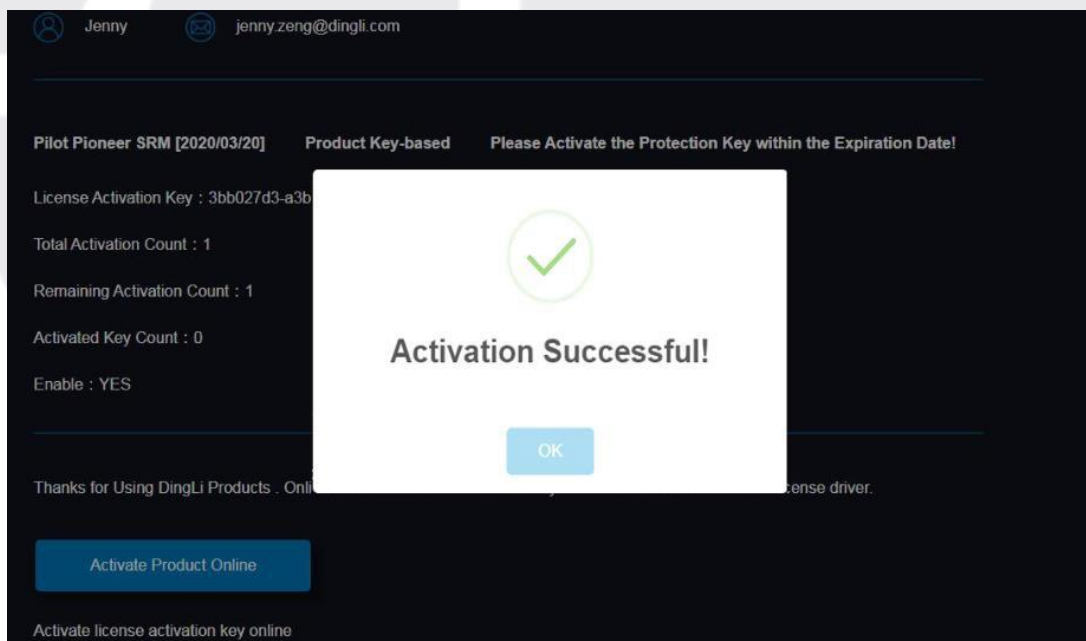 Jenny jenny.zeng@dingli.com
Pilot Pioneer SRM [2020/03/20] Product Key-based Please Activate the Protection Key within the Expiration Date!
License Activation Key : 3bb027d3-a3b
Total Activation Count : 1
Remaining Activation Count : 1
Activated Key Count : 0
Activation Successful!
Enable : YES
OK
Thanks for Using DingLi Products . Onli cense driver.
Activate Product Online
Activate license activation key online